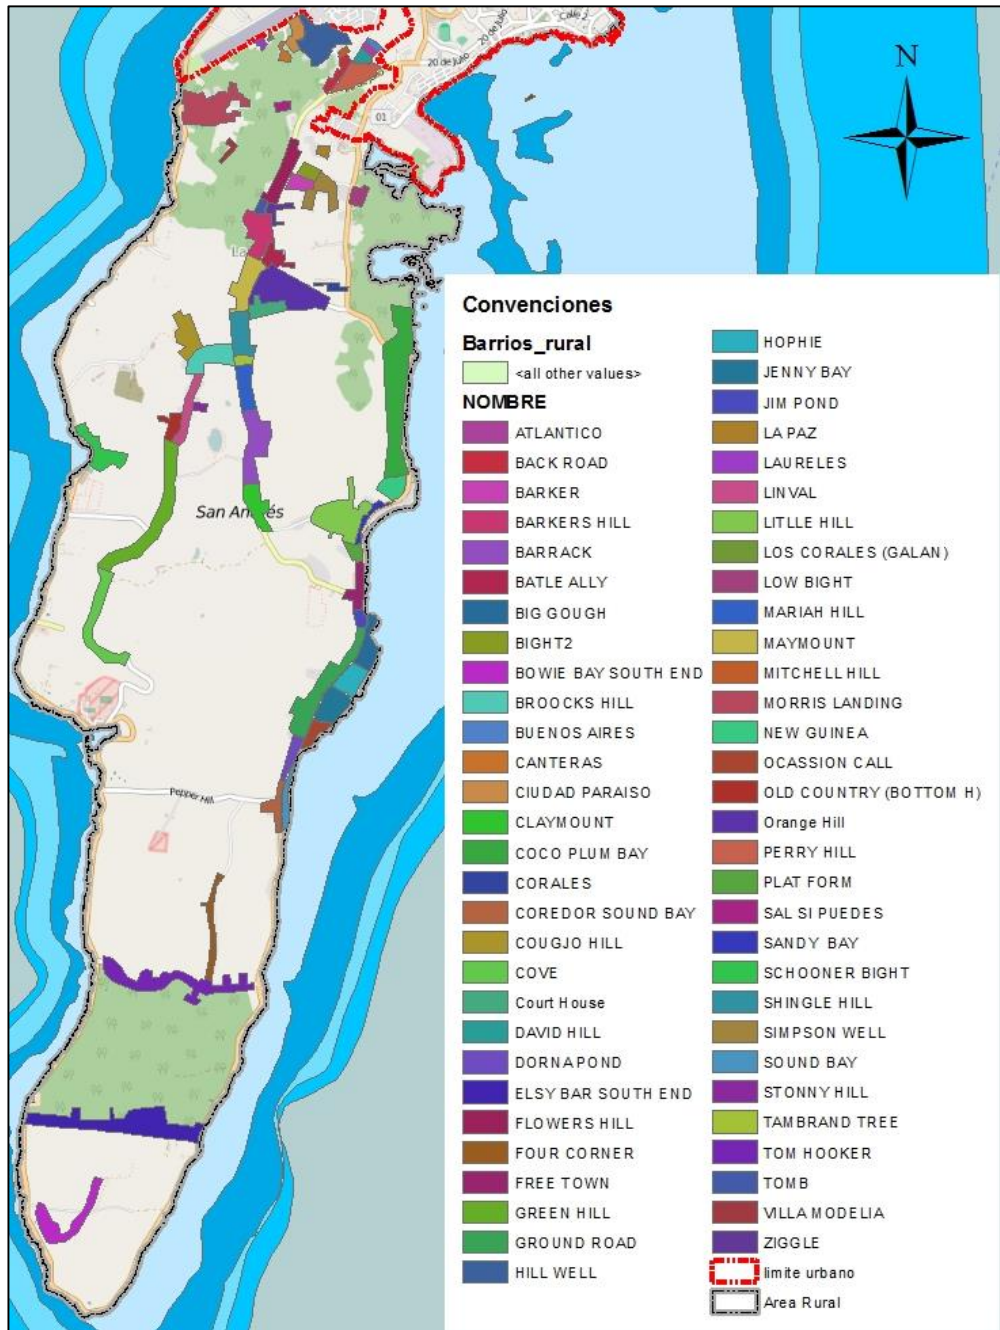 Calle 2
20 de Julio
20 de Julio
01
N
San Andrés
Pepper Hill
Convenciones
Barrios_rural
<all other values>
NOMBRE
ATLANTICO
BACK ROAD
BARKER
BARKERS HILL
BARRACK
BATLE ALLY
BIG GOUGH
BIGHT2
BOWIE BAY SOUTH END
BROOCKS HILL
BUENOS AIRES
CANTERAS
CIUDAD PARAISO
CLAYMOUNT
COCO PLUM BAY
CORALES
COREDOR SOUND BAY
COUGJO HILL
COVE
Court House
DAVID HILL
DORNAPOND
ELSY BAR SOUTH END
FLOWERS HILL
FOUR CORNER
FREE TOWN
GREEN HILL
GROUND ROAD
HILL WELL
HOPHIE
JENNY BAY
JIM POND
LA PAZ
LAURELES
LINVAL
LITLLE HILL
LOS CORALES (GALAN)
LOW BIGHT
MARIAH HILL
MAYMOUNT
MITCHELL HILL
MORRIS LANDING
NEW GUINEA
OCASSION CALL
OLD COUNTRY (BOTTOM H)
Orange Hill
PERRY HILL
PLAT FORM
SAL SI PUEDES
SANDY BAY
SCHOONER BIGHT
SHINGLE HILL
SIMPSON WELL
SOUND BAY
STONNY HILL
TAMBRAND TREE
TOM HOOKER
TOMB
VILLA MODELIA
ZIGGLE
limite urbano
Area Rural